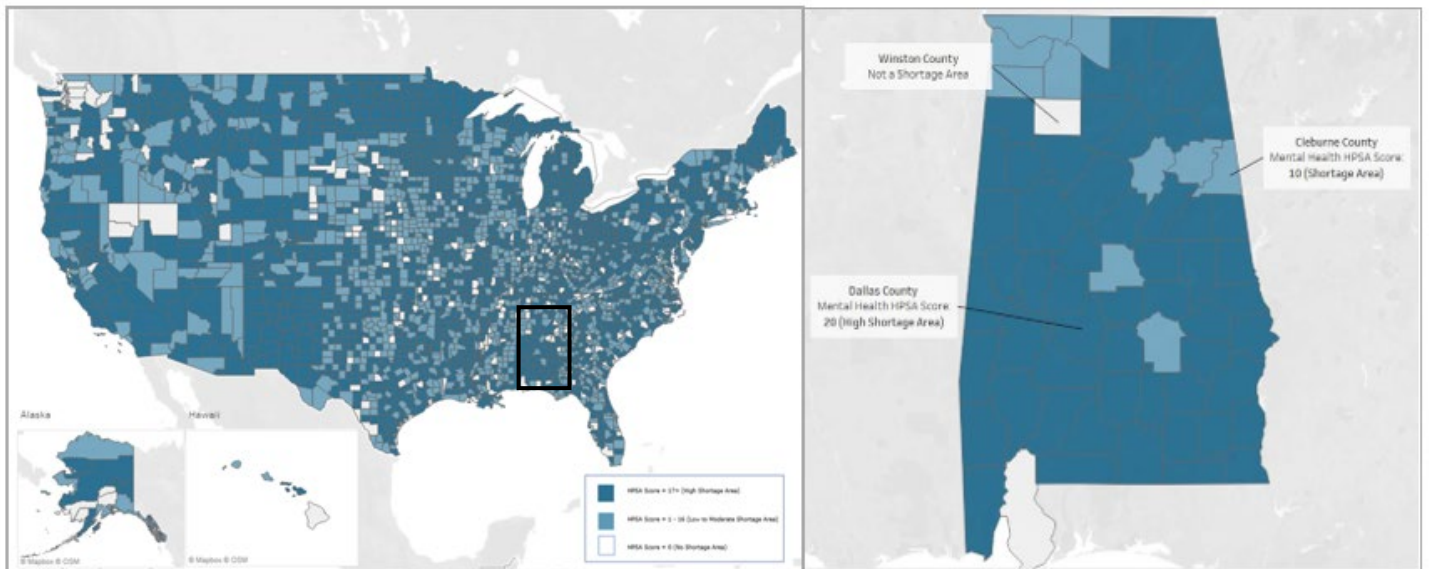 Alaska
Hawaii
© Mapbox © OSM
© Mapbox © OSM
HPSA Score = 17+ (High Shortage Area)
HPSA Score = 1 - 16 (Low to Moderate Shortage Area)
HPSA Score = 0 (No Shortage Area)
Winston County
Not a Shortage Area
Cleburne County
Mental Health HPSA Score:
10 (Shortage Area)
Dallas County
Mental Health HPSA Score:
20 (High Shortage Area)